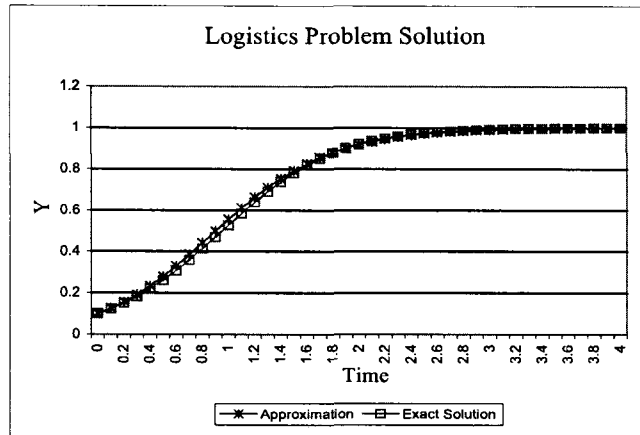 Logistics Problem Solution
1.2
1
0.8
0.6
0.4
0.2
0
Y
0 0.2 0.4 0.6 0.8 1 1.2 1.4 1.6 1.8 2 2.2 2.4 2.6 2.8 3 3.2 3.4 3.6 3.8 4
Time
Approximation Exact Solution